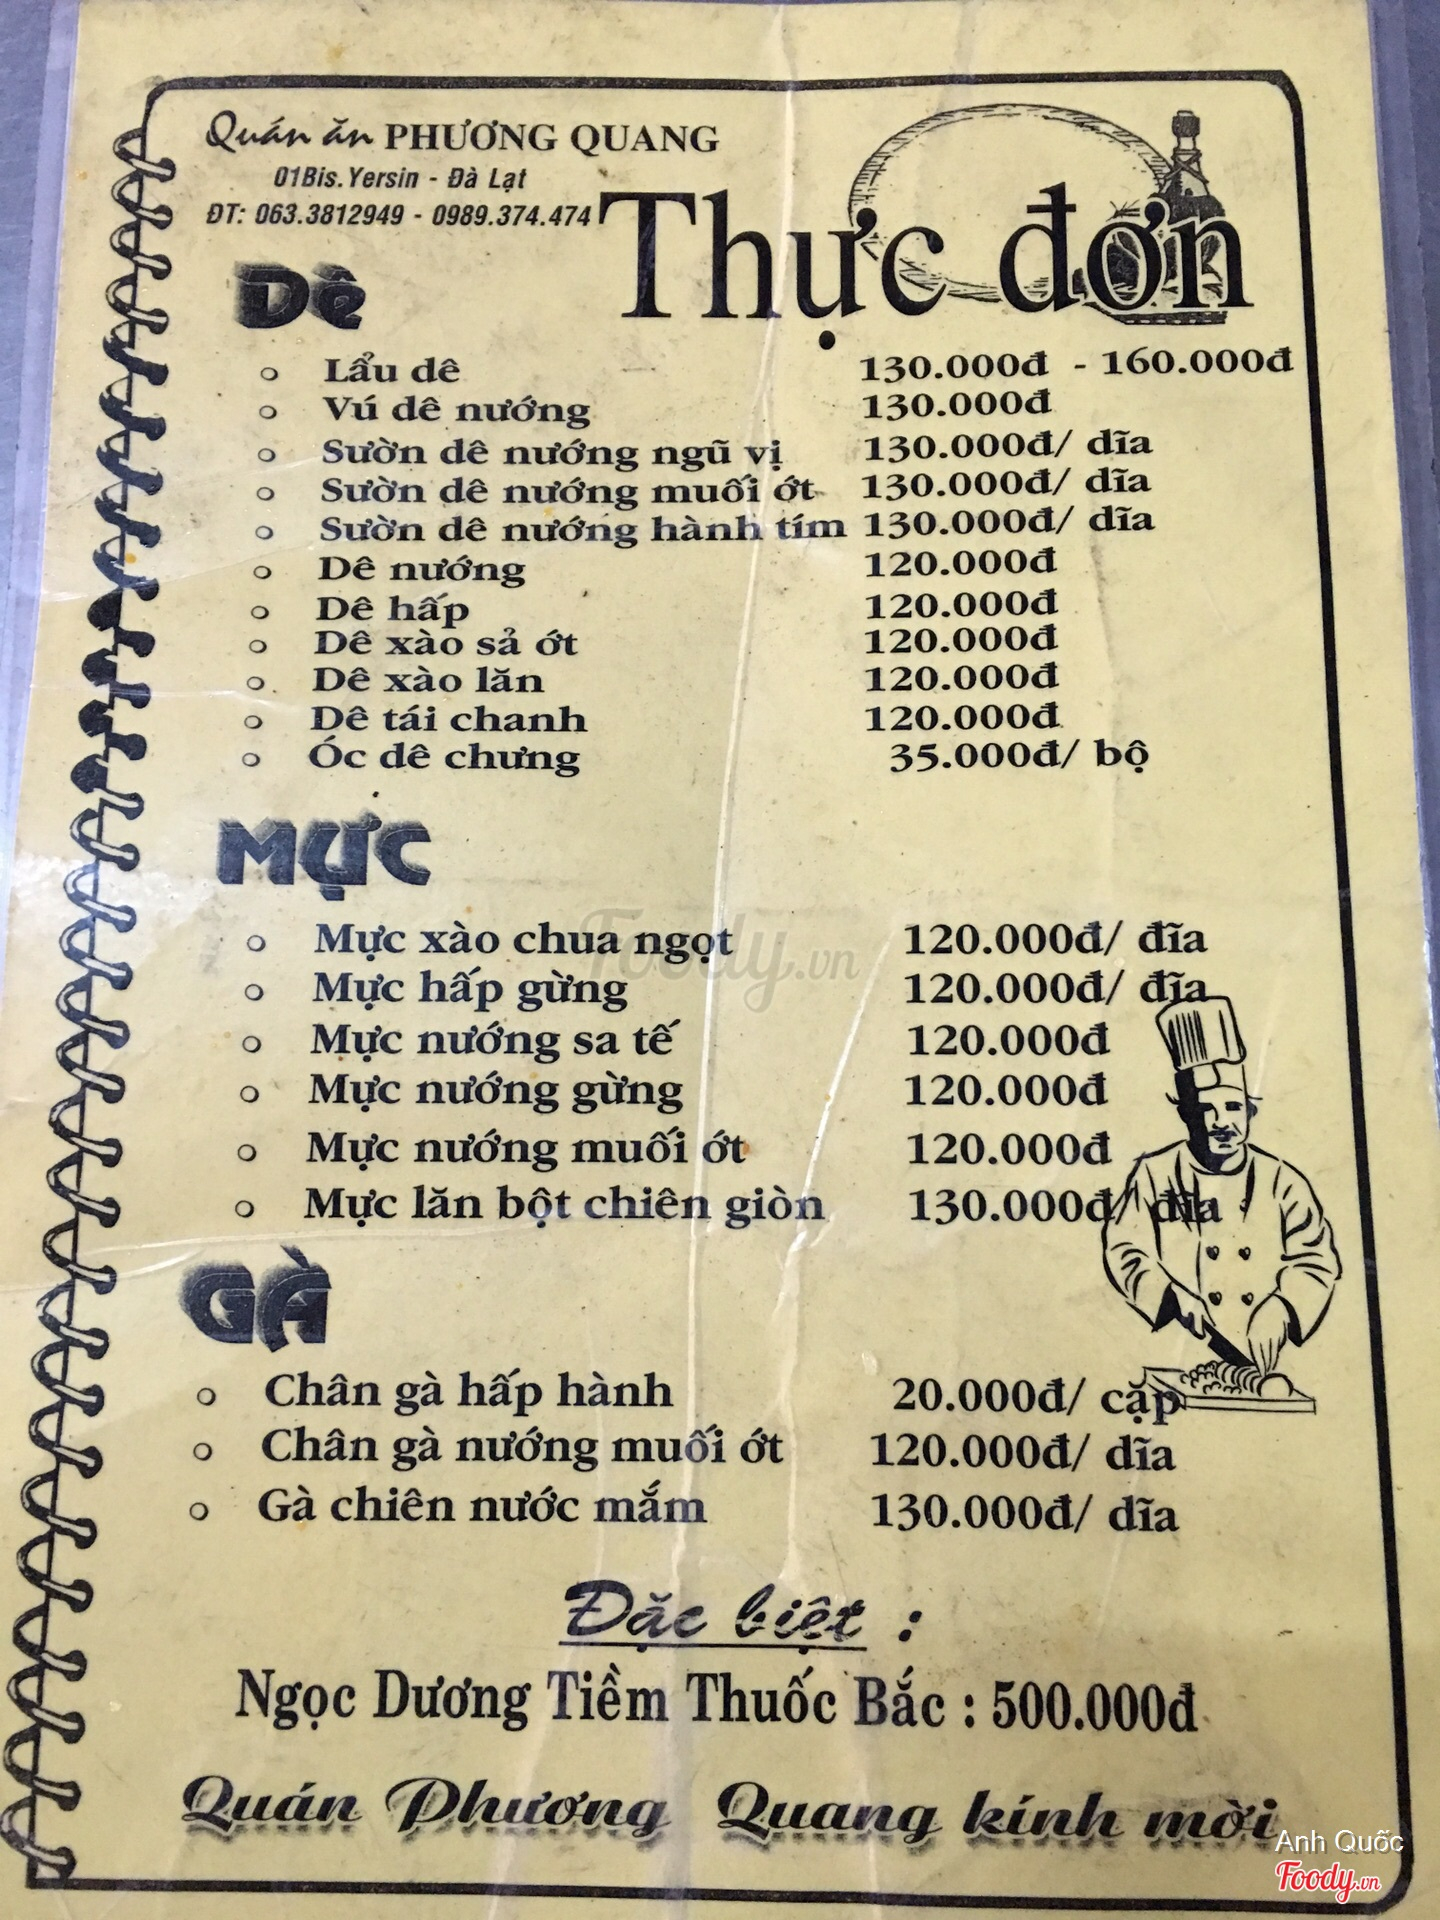 Quán ăn PHƯƠNG QUANG
01Bis.Yersin - Đà Lạt
ĐT: 063.3812949 - 0989.374.474
Thực đơn
Dê
Lẩu dê 130.000đ - 160.000đ
Vú dê nướng 130.000đ
Sườn dê nướng ngũ vị 130.000đ/ dĩa
Sườn dê nướng muối ớt 130.000đ/ dĩa
Sườn dê nướng hành tím 130.000đ/ dĩa
Dê nướng 120.000đ
Dê hấp 120.000đ
Dê xào sả ớt 120.000đ
Dê xào lăn 120.000đ
Dê tái chanh 120.000đ
Óc dê chưng 35.000đ/ bộ
MỰC
Mực xào chua ngọt 120.000đ/ đĩa
Mực hấp gừng 120.000đ/ đĩa
Mực nướng sa tế 120.000đ
Mực nướng gừng 120.000đ
Mực nướng muối ớt 120.000đ
Mực lăn bột chiên giòn 130.000đ/ đĩa
GÀ
Chân gà hấp hành 20.000đ/ cặp
Chân gà nướng muối ớt 120.000đ/ dĩa
Gà chiên nước mắm 130.000đ/ dĩa
Đặc biệt :
Ngọc Dương Tiềm Thuốc Bắc : 500.000đ
Quán Phương Quang kính mời
Foody.vn
Anh Quốc
Foody.vn